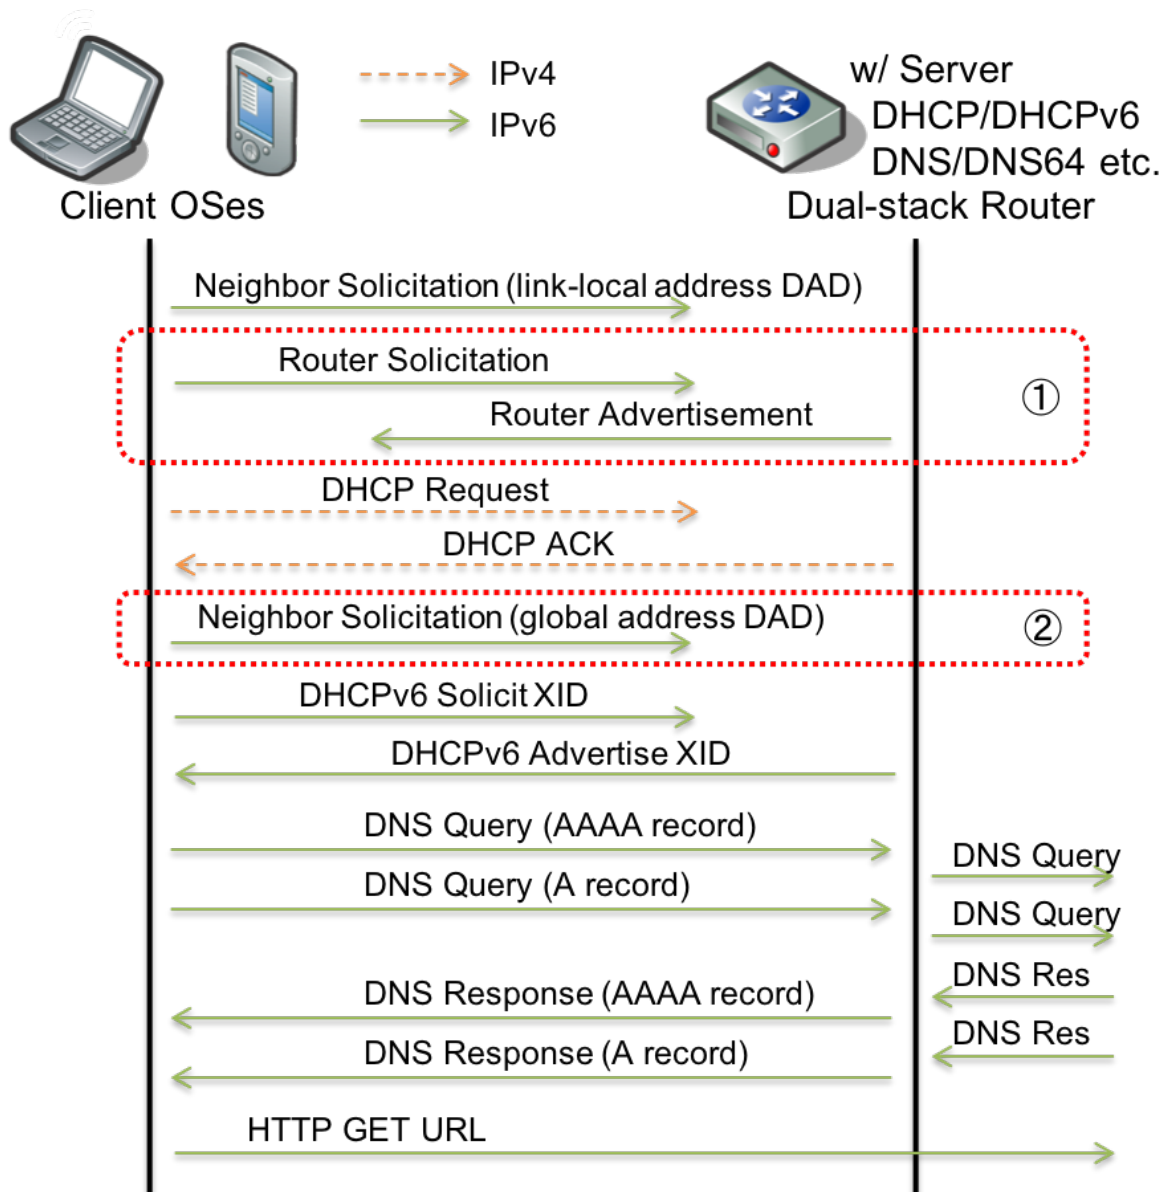 IPv4
IPv6
w/ Server
DHCP/DHCPv6
DNS/DNS64 etc.
Client OSes
Dual-stack Router
Neighbor Solicitation (link-local address DAD)
Router Solicitation
①
Router Advertisement
DHCP Request
DHCP ACK
Neighbor Solicitation (global address DAD)
②
DHCPv6 Solicit XID
DHCPv6 Advertise XID
DNS Query (AAAA record)
DNS Query
DNS Query (A record)
DNS Query
DNS Res
DNS Response (AAAA record)
DNS Res
DNS Response (A record)
HTTP GET URL